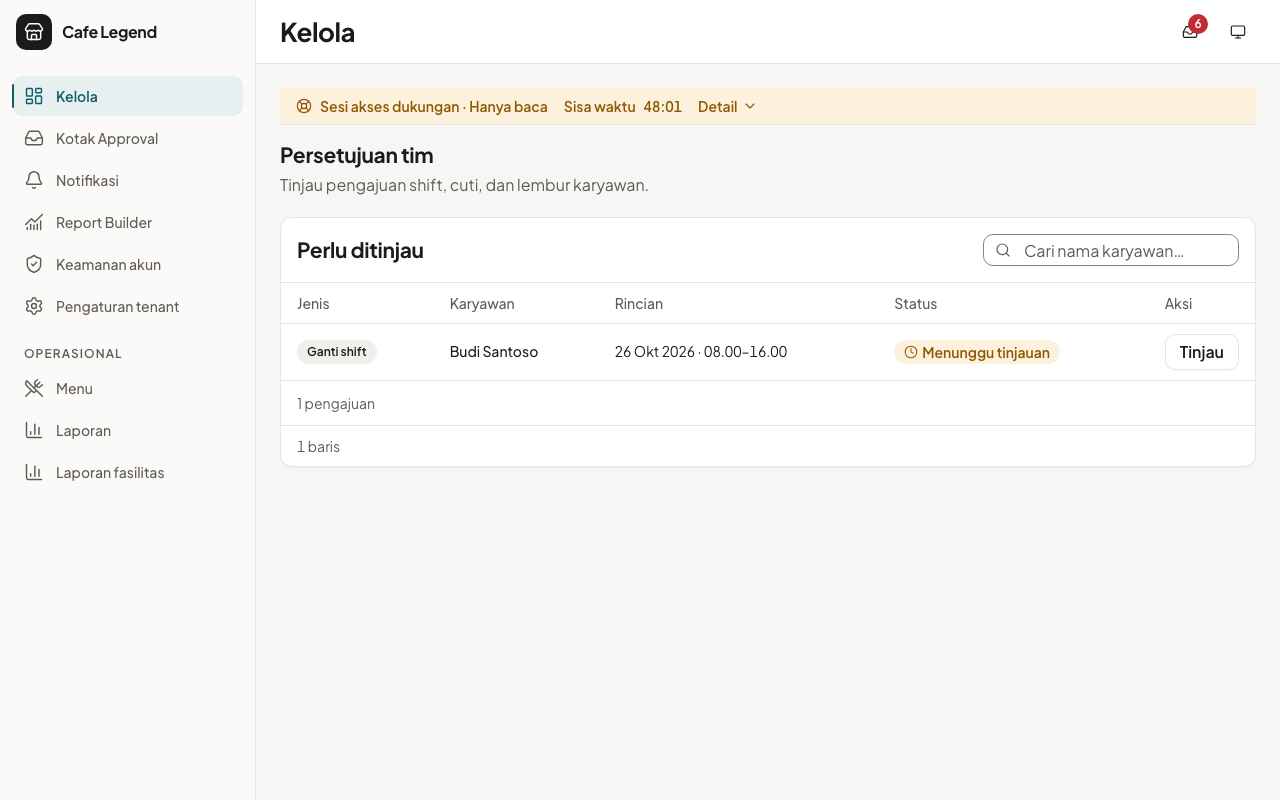 Cafe Legend
Kelola
6
Kelola
Kotak Approval
Notifikasi
Report Builder
Keamanan akun
Pengaturan tenant
OPERASIONAL
Menu
Laporan
Laporan fasilitas
Sesi akses dukungan · Hanya baca Sisa waktu 48:01 Detail
Persetujuan tim
Tinjau pengajuan shift, cuti, dan lembur karyawan.
Perlu ditinjau
Cari nama karyawan...
Jenis Karyawan Rincian Status Aksi
Ganti shift Budi Santoso 26 Okt 2026 · 08.00–16.00 Menunggu tinjauan Tinjau
1 pengajuan
1 baris